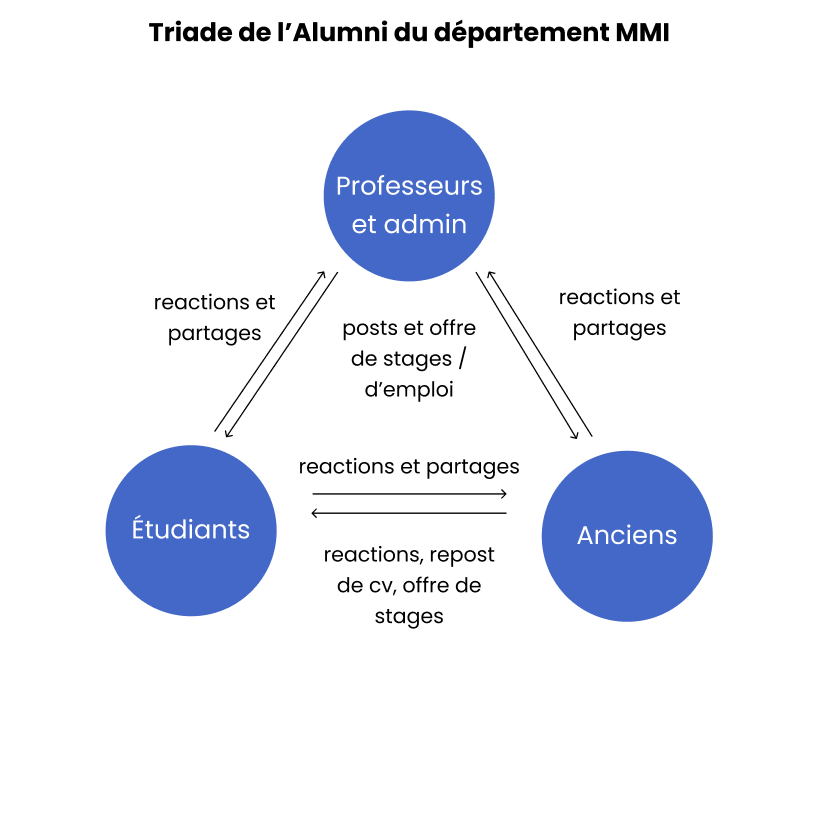 Triade de l’Alumni du département MMI
Professeurs
et admin
reactions et
partages
reactions et
partages
posts et offre
de stages /
d’emploi
reactions et partages
Étudiants
Anciens
reactions, repost
de cv, offre de
stages